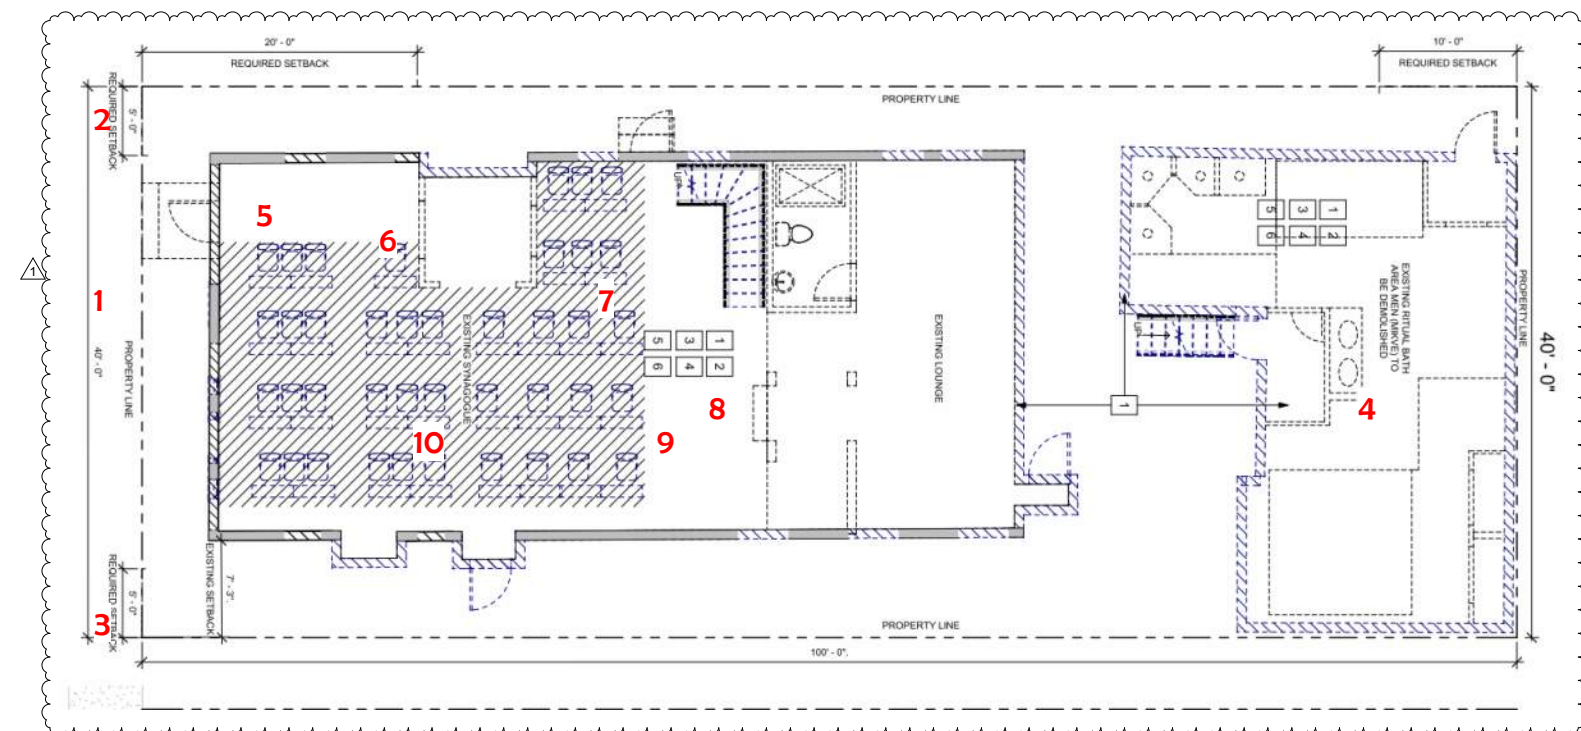 20' - 0"
REQUIRED SETBACK
10' - 0"
REQUIRED SETBACK
PROPERTY LINE
REQUIRED SETBACK
5' - 0"
2
1
1
40' - 0"
PROPERTY LINE
REQUIRED SETBACK
5' - 0"
3
EXISTING SETBACK
7' - 3".
5
6
7
UP
EXISTING SYNAGOGUE
10
5
3
1
6
4
2
8
9
EXISTING LOUNGE
1
UP
5
3
1
6
4
2
EXISTING RITUAL BATH
AREA MEN (MIKVE) TO
BE DEMOLISHED
4
PROPERTY LINE
40' - 0"
PROPERTY LINE
100' - 0".